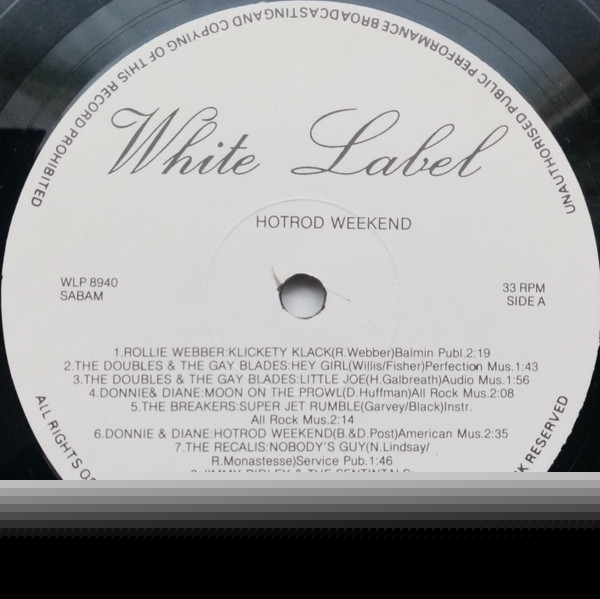 UNAUTHORISED PUBLIC PERFORMANCE BROADCASTING AND COPYING OF THIS RECORD PROHIBITED
White Label
HOTROD WEEKEND
WLP 8940
SABAM
33 RPM
SIDE A
1.ROLLIE WEBBER:KLICKETY KLACK(R.Webber)Balmin Publ.2:19
2.THE DOUBLES & THE GAY BLADES:HEY GIRL(Willis/Fisher)Perfection Mus.1:43
3.THE DOUBLES & THE GAY BLADES:LITTLE JOE(H.Galbreath)Audio Mus.1:56
4.DONNIE& DIANE:MOON ON THE PROWL(D.Huffman)All Rock Mus.2:08
5.THE BREAKERS:SUPER JET RUMBLE(Garvey/Black)Instr.
All Rock Mus.2:14
6.DONNIE & DIANE:HOTROD WEEKEND(B.&D.Post)American Mus.2:35
7.THE RECALIS:NOBODY'S GUY(N.Lindsay/
R.Monastesse)Service Pub.1:46
ALL RIGHTS
RESERVED